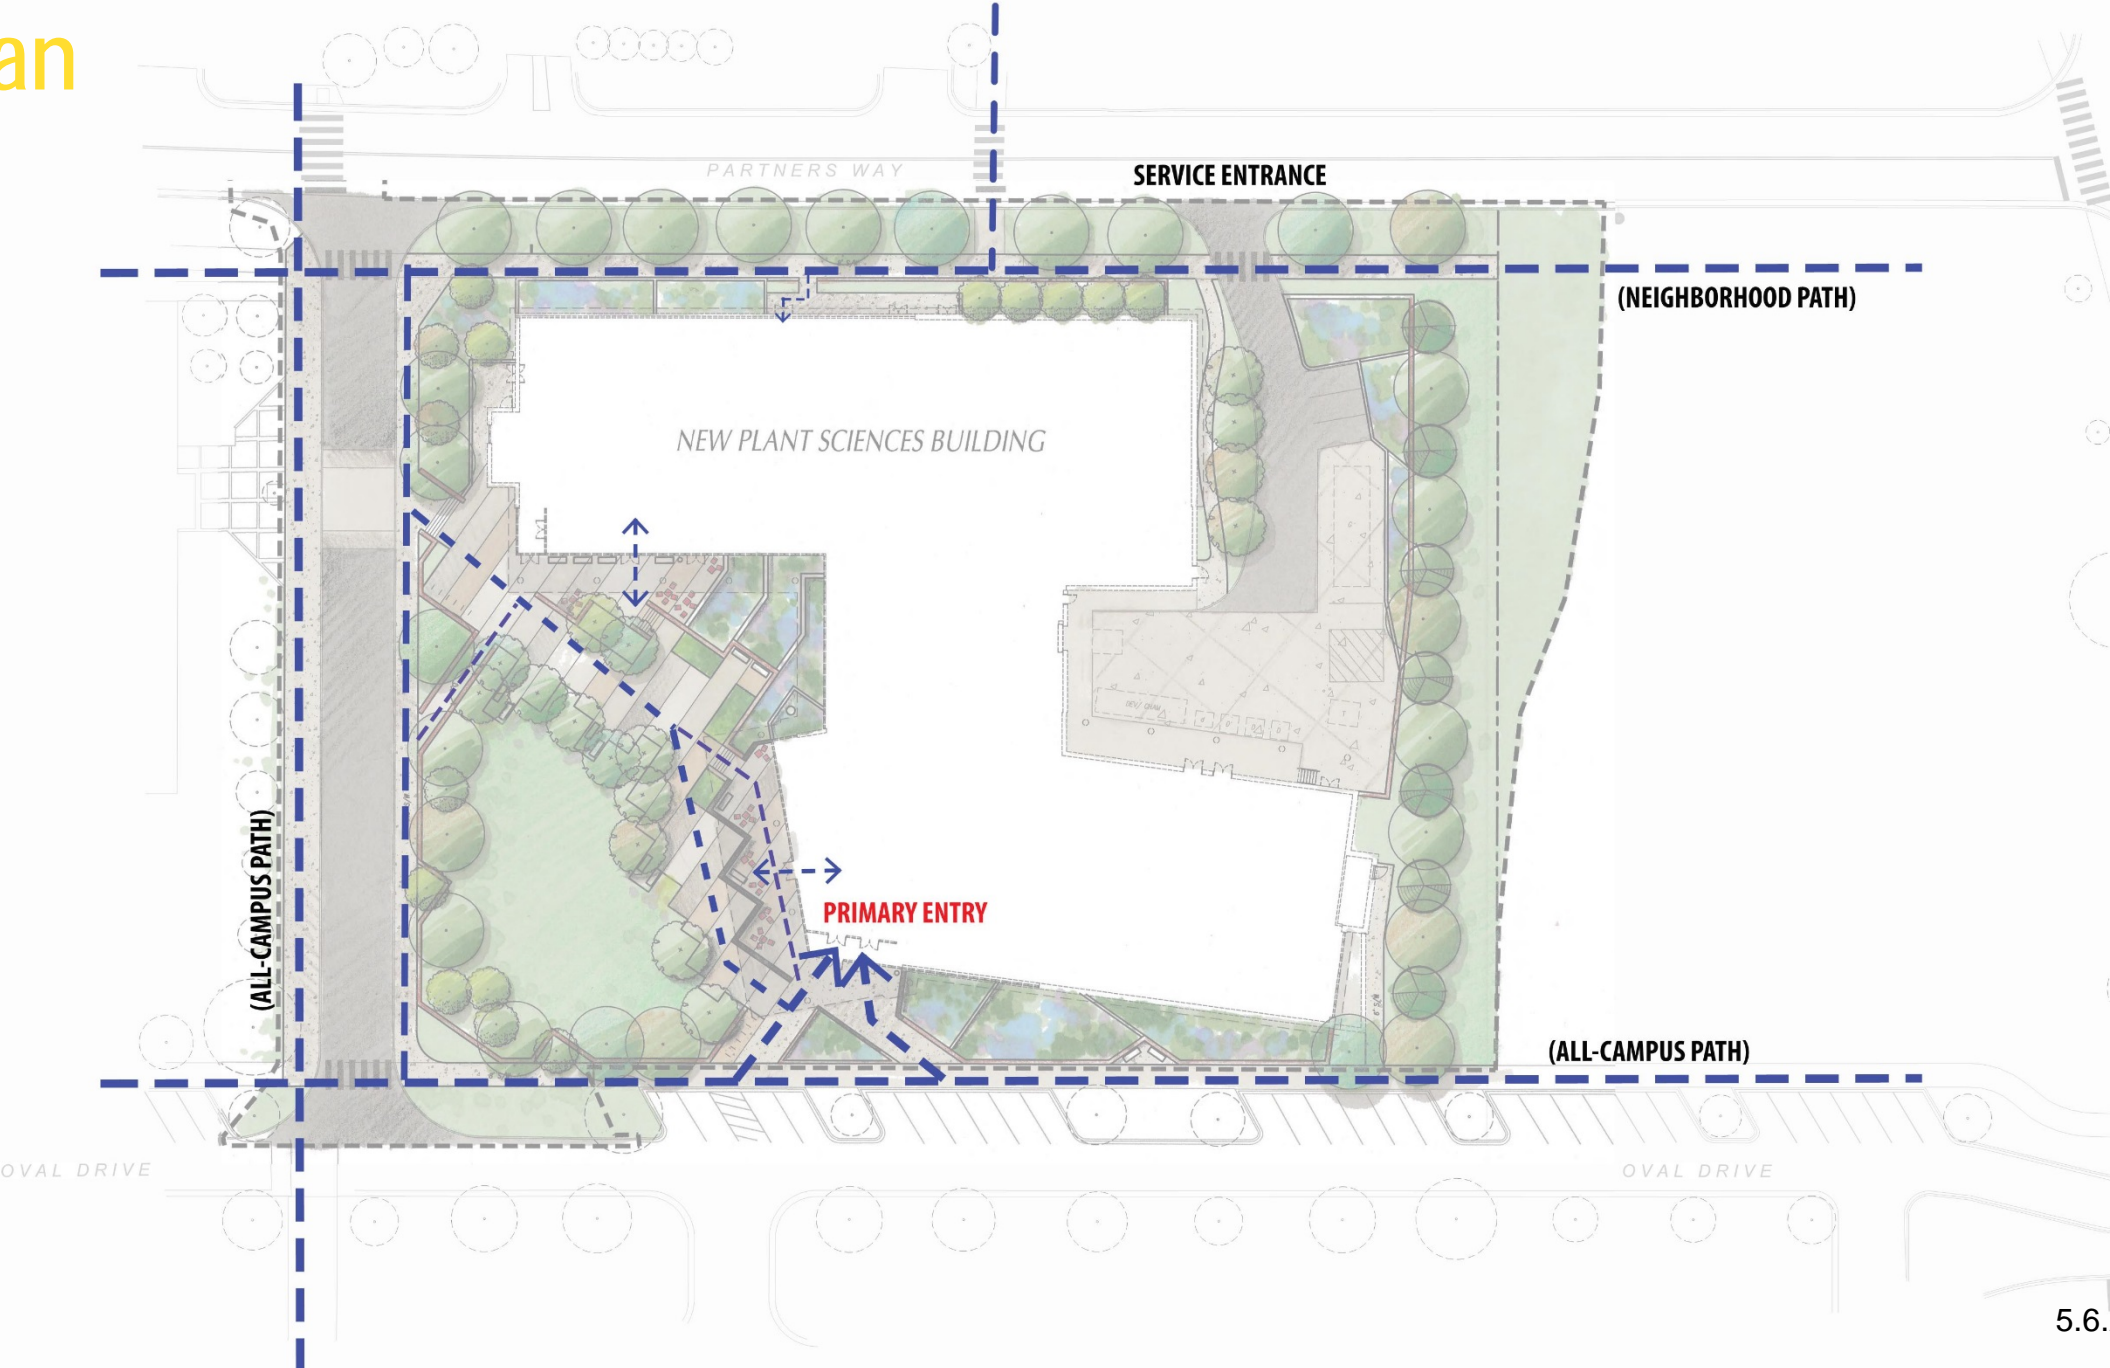 an
PARTNERS WAY
SERVICE ENTRANCE
(NEIGHBORHOOD PATH)
NEW PLANT SCIENCES BUILDING
(ALL-CAMPUS PATH)
PRIMARY ENTRY
(ALL-CAMPUS PATH)
OVAL DRIVE
OVAL DRIVE
5.6.